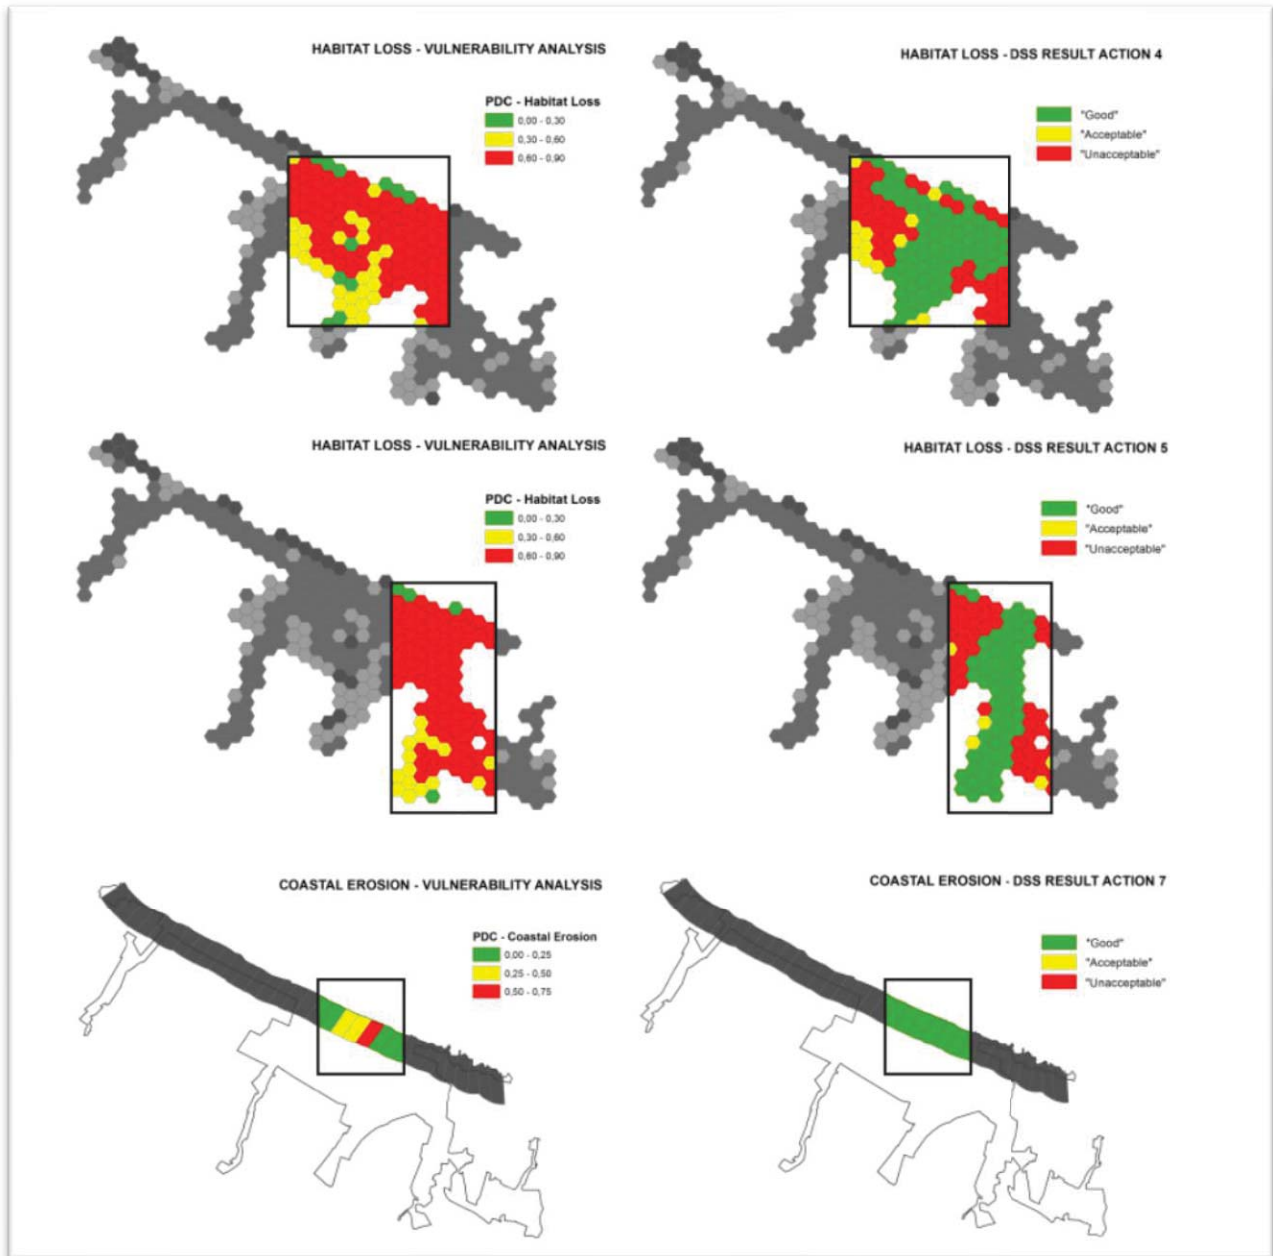 HABITAT LOSS - VULNERABILITY ANALYSIS
PDC - Habitat Loss
0,00 - 0,30
0,30 - 0,60
0,60 - 0,90
HABITAT LOSS - DSS RESULT ACTION 4
"Good"
"Acceptable"
"Unacceptable"
HABITAT LOSS - VULNERABILITY ANALYSIS
PDC - Habitat Loss
0,00 - 0,30
0,30 - 0,60
0,60 - 0,90
HABITAT LOSS - DSS RESULT ACTION 5
"Good"
"Acceptable"
"Unacceptable"
COASTAL EROSION - VULNERABILITY ANALYSIS
PDC - Coastal Erosion
0,00 - 0,25
0,25 - 0,50
0,50 - 0,75
COASTAL EROSION - DSS RESULT ACTION 7
"Good"
"Acceptable"
"Unacceptable"